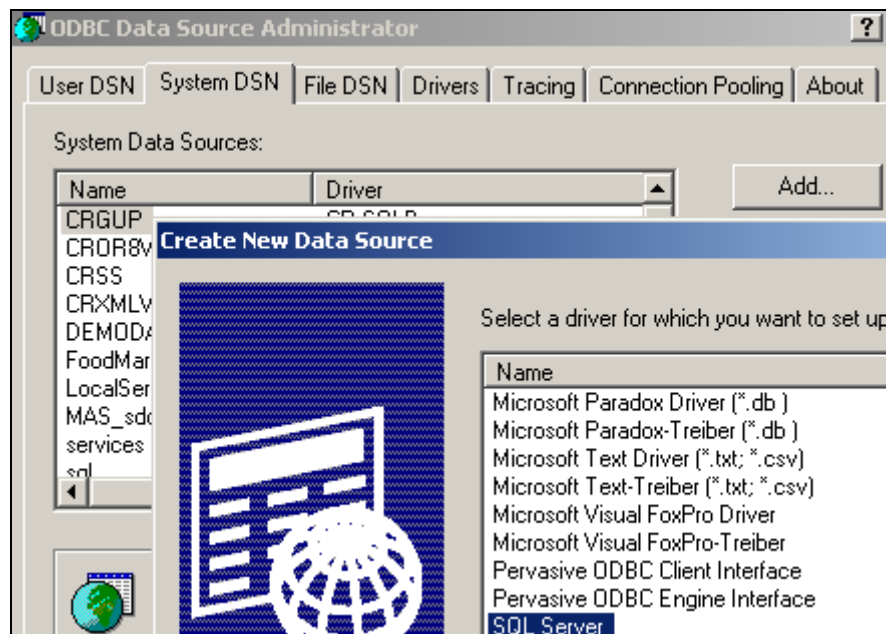 ODBC Data Source Administrator
?
User DSN System DSN File DSN Drivers Tracing Connection Pooling About
System Data Sources:
Name Driver
Add...
CRGUP
CROR8V
CRSS
CRXMLV
DEMODA
FoodMar
LocalSer
MAS_sdo
services
sql
Create New Data Source
Select a driver for which you want to set up
Name
Microsoft Paradox Driver (*.db )
Microsoft Paradox-Treiber (*.db )
Microsoft Text Driver (*.txt; *.csv)
Microsoft Text-Treiber (*.txt; *.csv)
Microsoft Visual FoxPro Driver
Microsoft Visual FoxPro-Treiber
Pervasive ODBC Client Interface
Pervasive ODBC Engine Interface
SQL Server